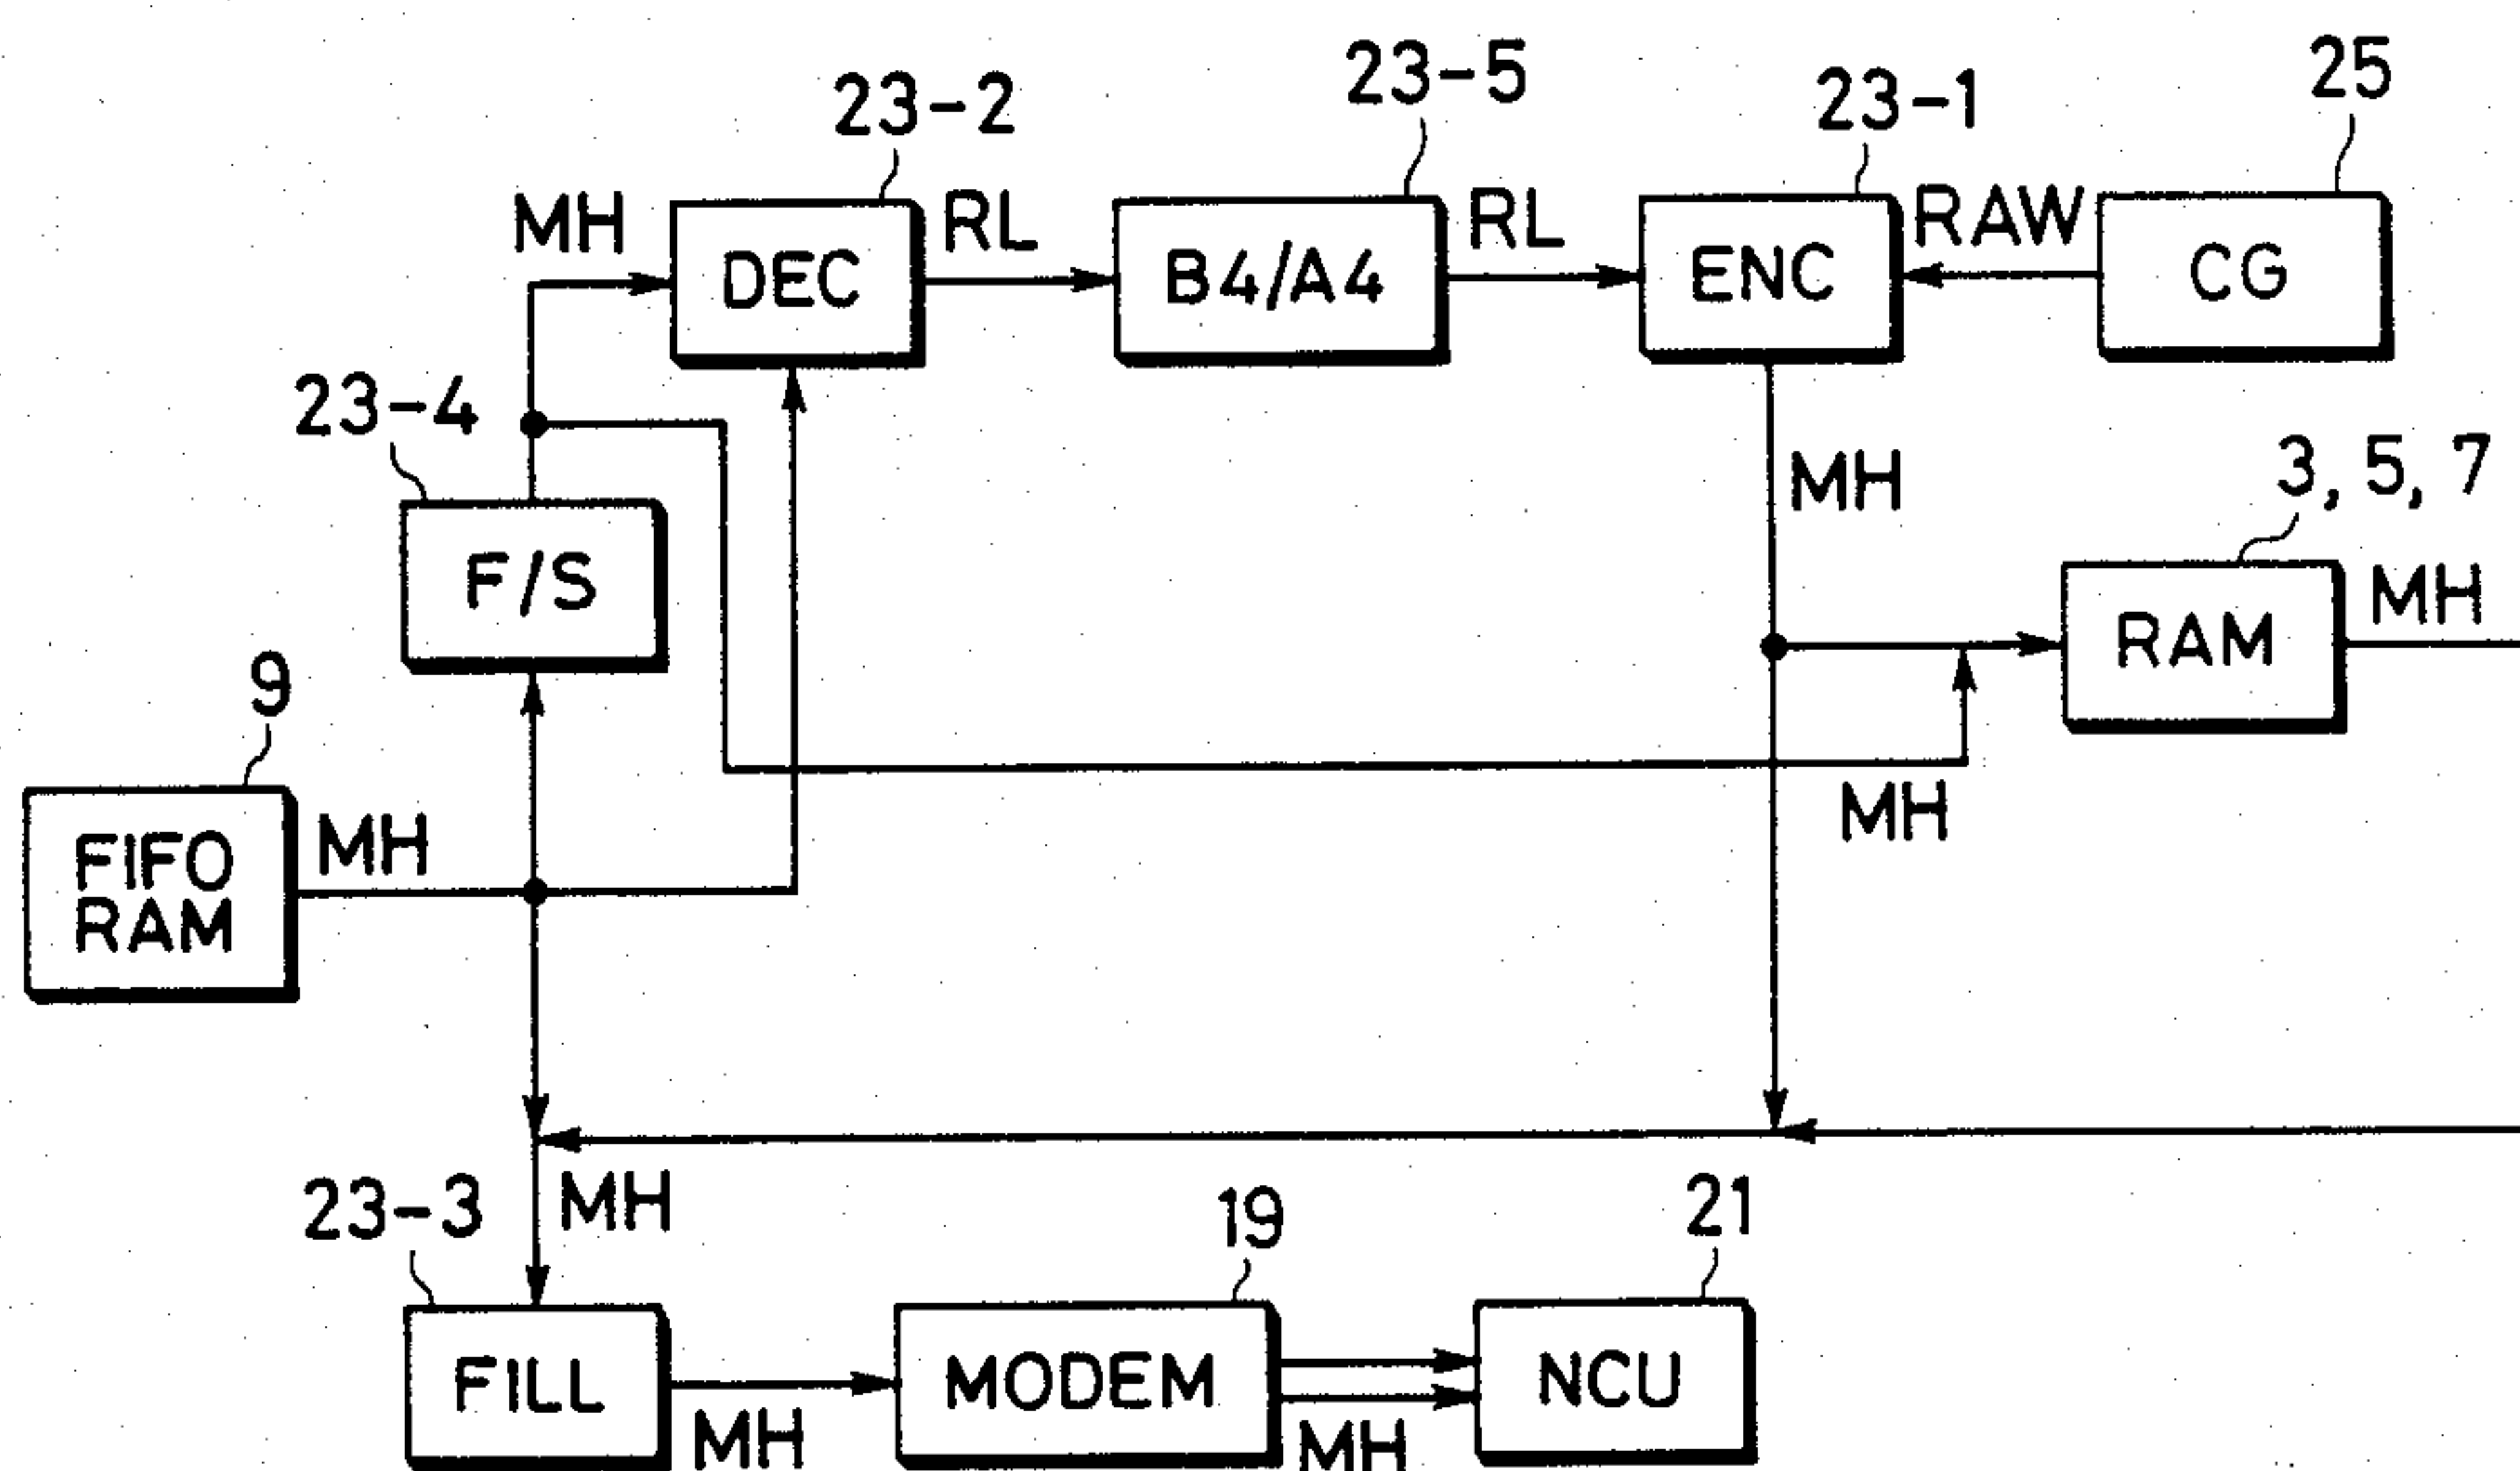 23-2
23-5
23-1
25
MH
DEC
RL
B4/A4
RL
ENC
RAW
CG
23-4
MH
3, 5, 7
F/S
RAM
MH
9
FIFO
RAM
MH
MH
23-3
MH
19
21
FILL
MH
MODEM
MH
NCU